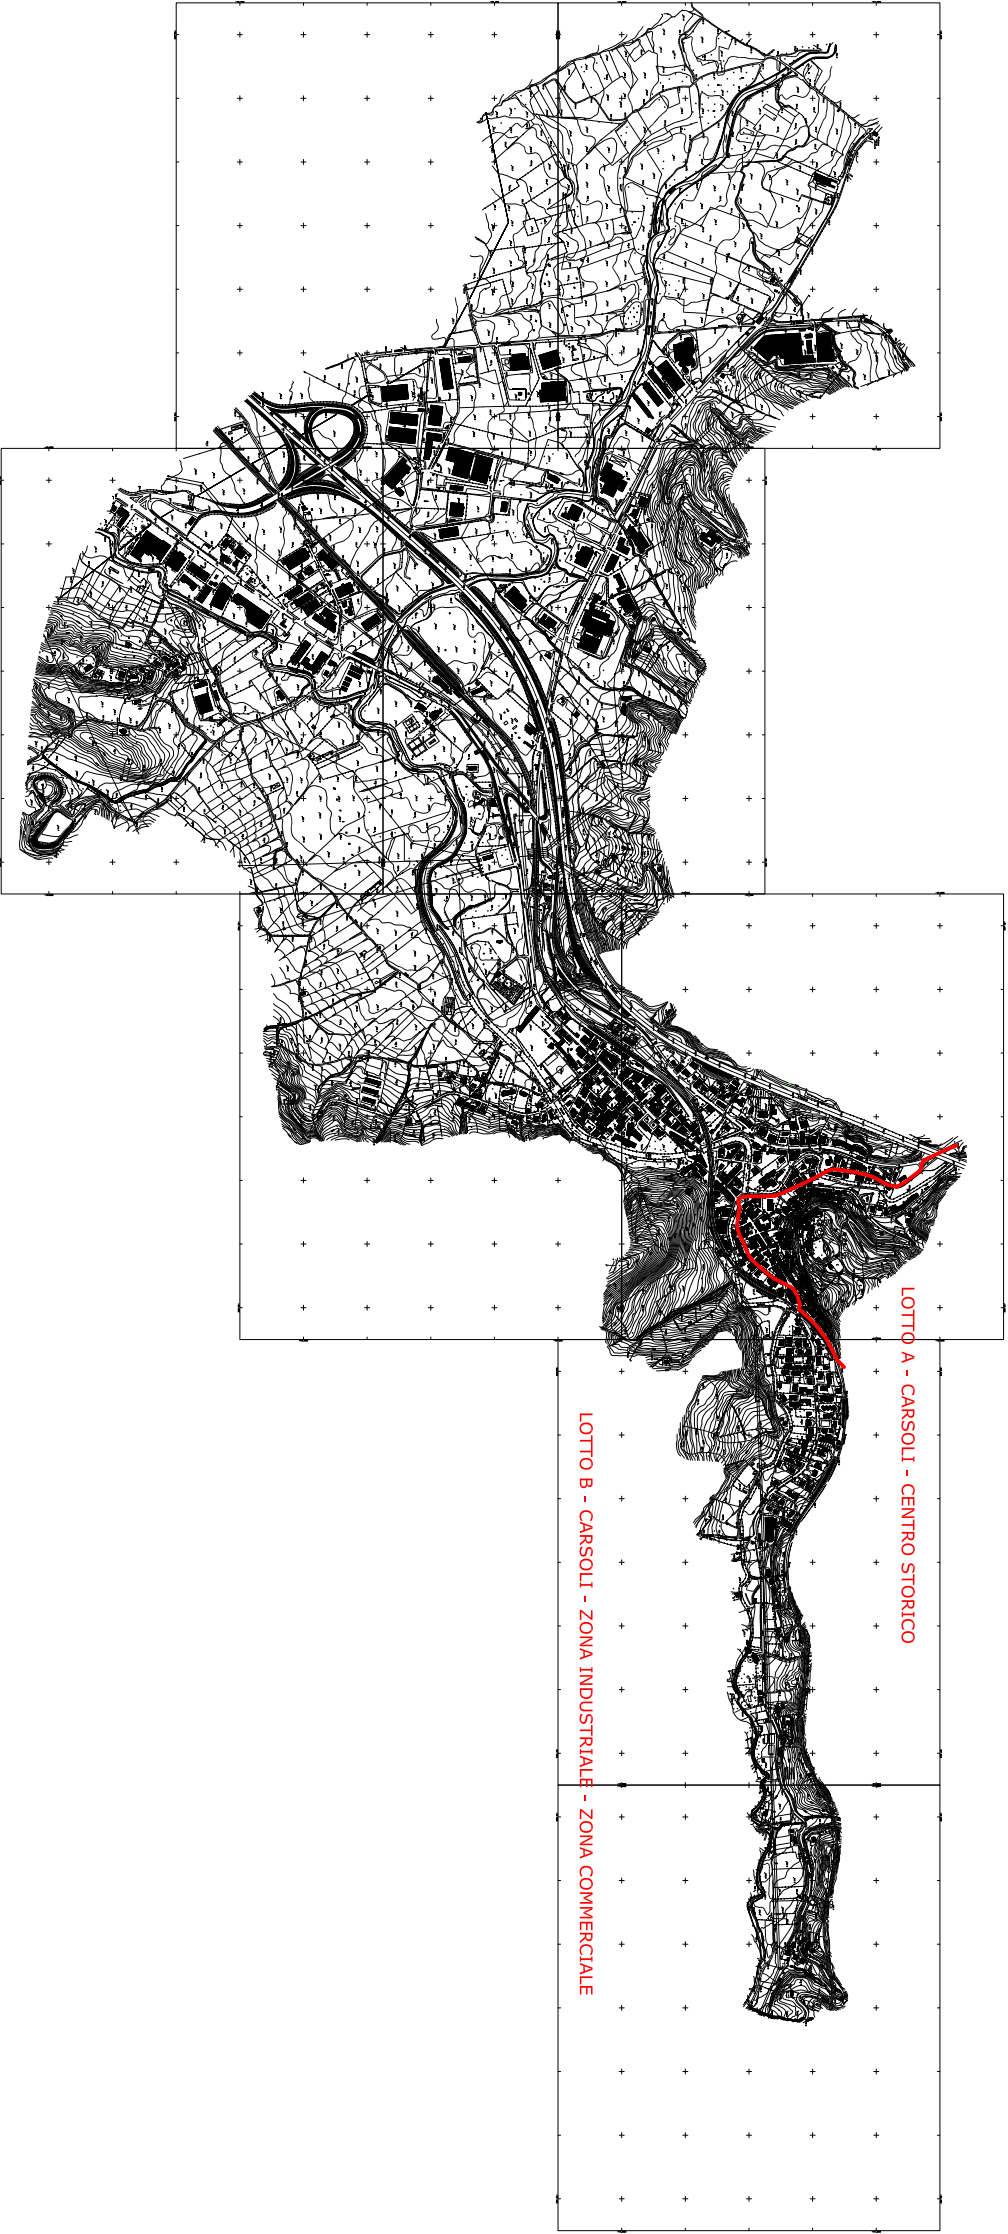 LOTTO A - CARSOLI - CENTRO STORICO
LOTTO B - CARSOLI - ZONA INDUSTRIALE - ZONA COMMERCIALE